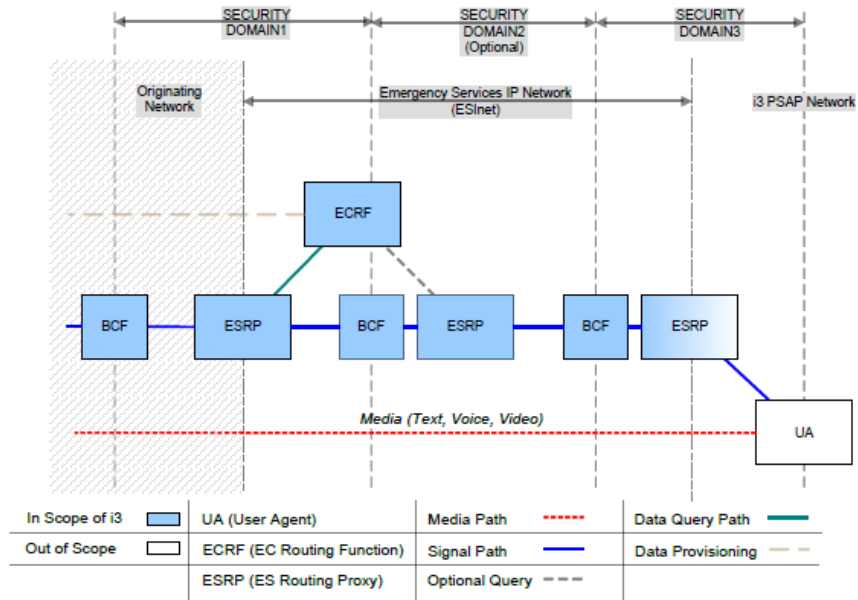 SECURITY
DOMAIN1
SECURITY
DOMAIN2
(Optional)
SECURITY
DOMAIN3
Originating
Network
Emergency Services IP Network
(ESInet)
i3 PSAP Network
ECRF
BCF
ESRP
BCF
ESRP
BCF
ESRP
Media (Text, Voice, Video)
UA
In Scope of i3
UA (User Agent)
Media Path
Data Query Path
Out of Scope
ECRF (EC Routing Function)
Signal Path
Data Provisioning
ESRP (ES Routing Proxy)
Optional Query